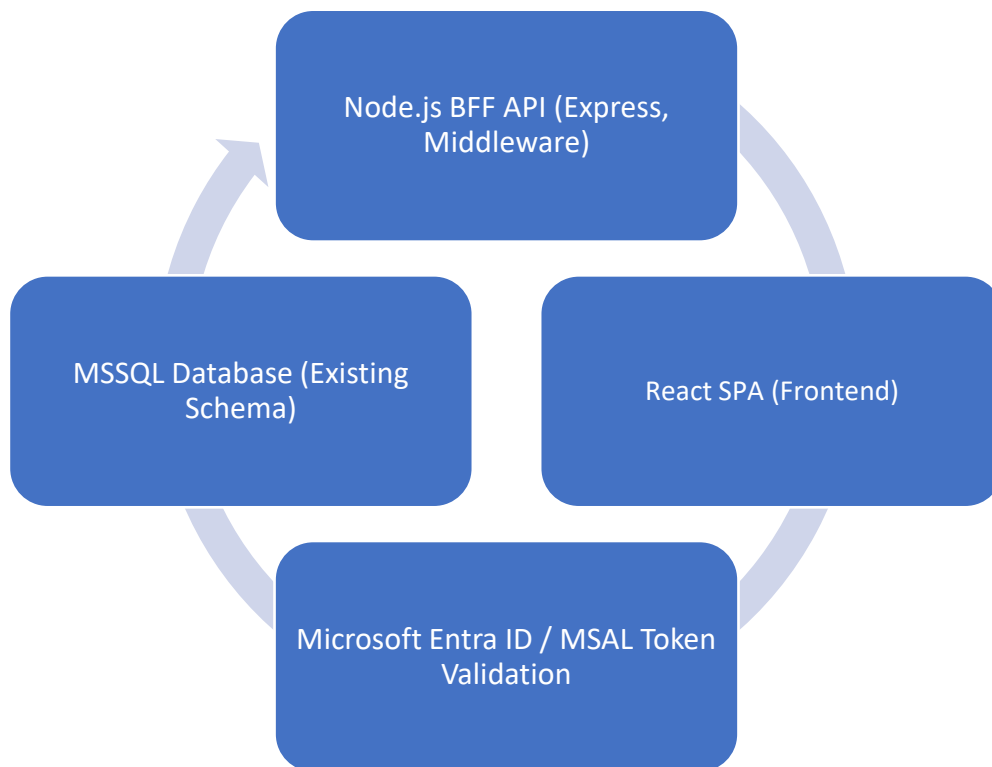 Node.js BFF API (Express,
Middleware)
MSSQL Database (Existing
Schema)
React SPA (Frontend)
Microsoft Entra ID / MSAL Token
Validation